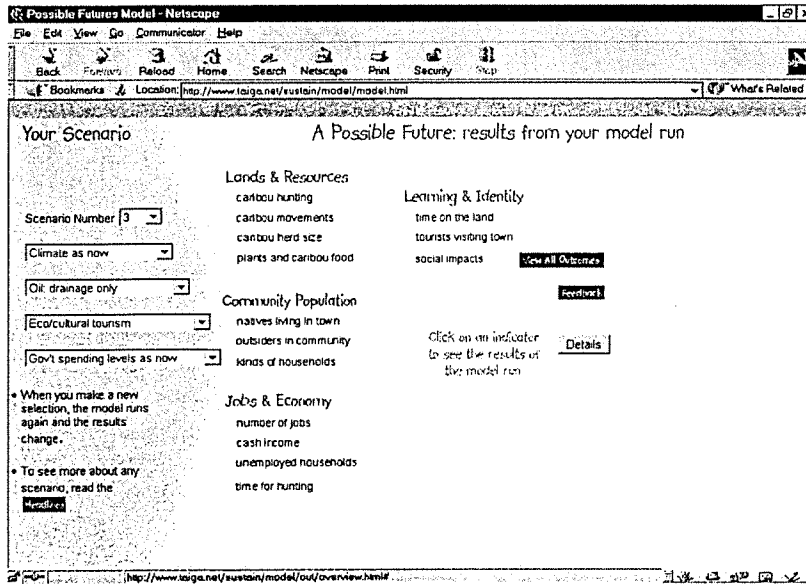 Possible Futures Model - Netscape
File Edit View Go Communicator Help
Back Forward Reload Home Search Netscape Print Security Stop
Bookmarks Location: http://www.taiga.net/sustain/model/model.html What's Related
Your Scenario
A Possible Future: results from your model run
Scenario Number 3
Climate as now
Oil: drainage only
Eco/cultural tourism
Gov't spending levels as now
• When you make a new
selection, the model runs
again and the results
change.
• To see more about any
scenario, read the
Headlines
Lands & Resources
caribou hunting
caribou movements
caribou herd size
plants and caribou food
Community Population
natives living in town
outsiders in community
kinds of households
Jobs & Economy
number of jobs
cash income
unemployed households
time for hunting
Learning & Identity
time on the land
tourists visiting town
social impacts
View All Outcomes
Feedback
Click on an indicator
to see the results of
the model run
Details
http://www.taiga.net/sustain/model/out/overview.html#